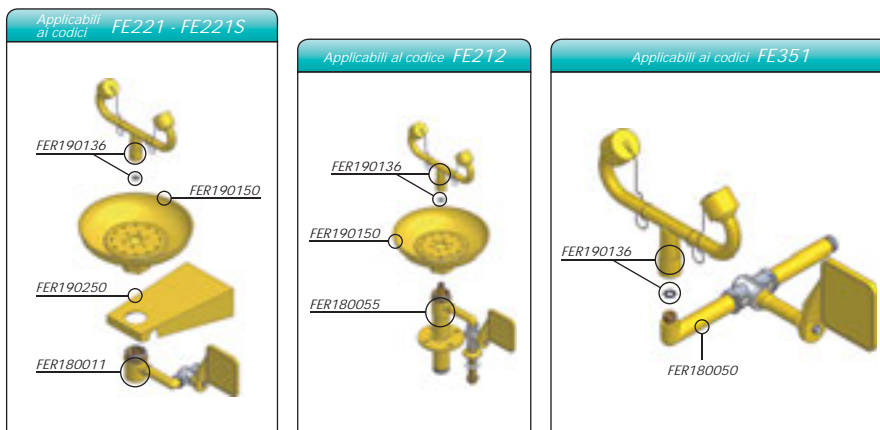 Applicabili
ai codici FE221 - FE221S
FER190136
FER190150
FER190250
FER180011
Applicabili al codice FE212
FER190136
FER190150
FER180055
Applicabili ai codici FE351
FER190136
FER180050